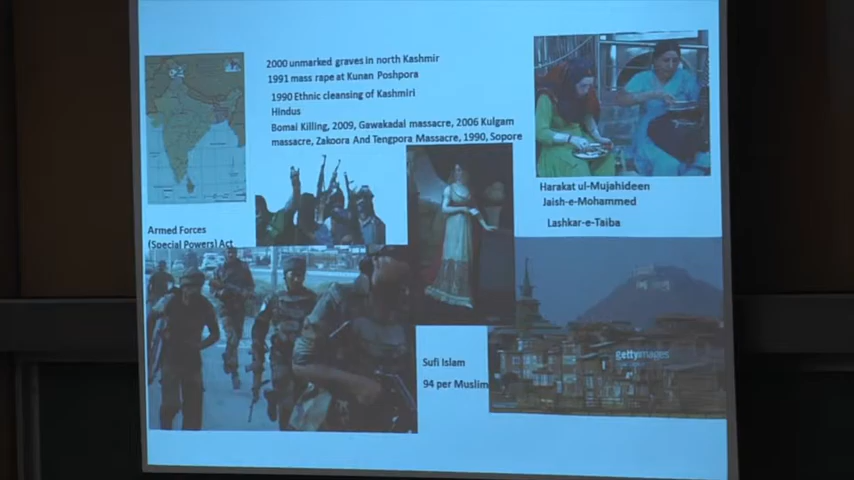 2000 unmarked graves in north Kashmir
1991 mass rape at Kunan Poshpora
1990 Ethnic cleansing of Kashmiri
Hindus
Bomai Killing, 2009, Gawakadal massacre, 2006 Kulgam
massacre, Zakoora And Tengpora Massacre, 1990, Sopore
Harakat ul-Mujahideen
Jaish-e-Mohammed
Lashkar-e-Taiba
Armed Forces
(Special Powers) Act
Sufi Islam
94 per Muslim
gettyimages